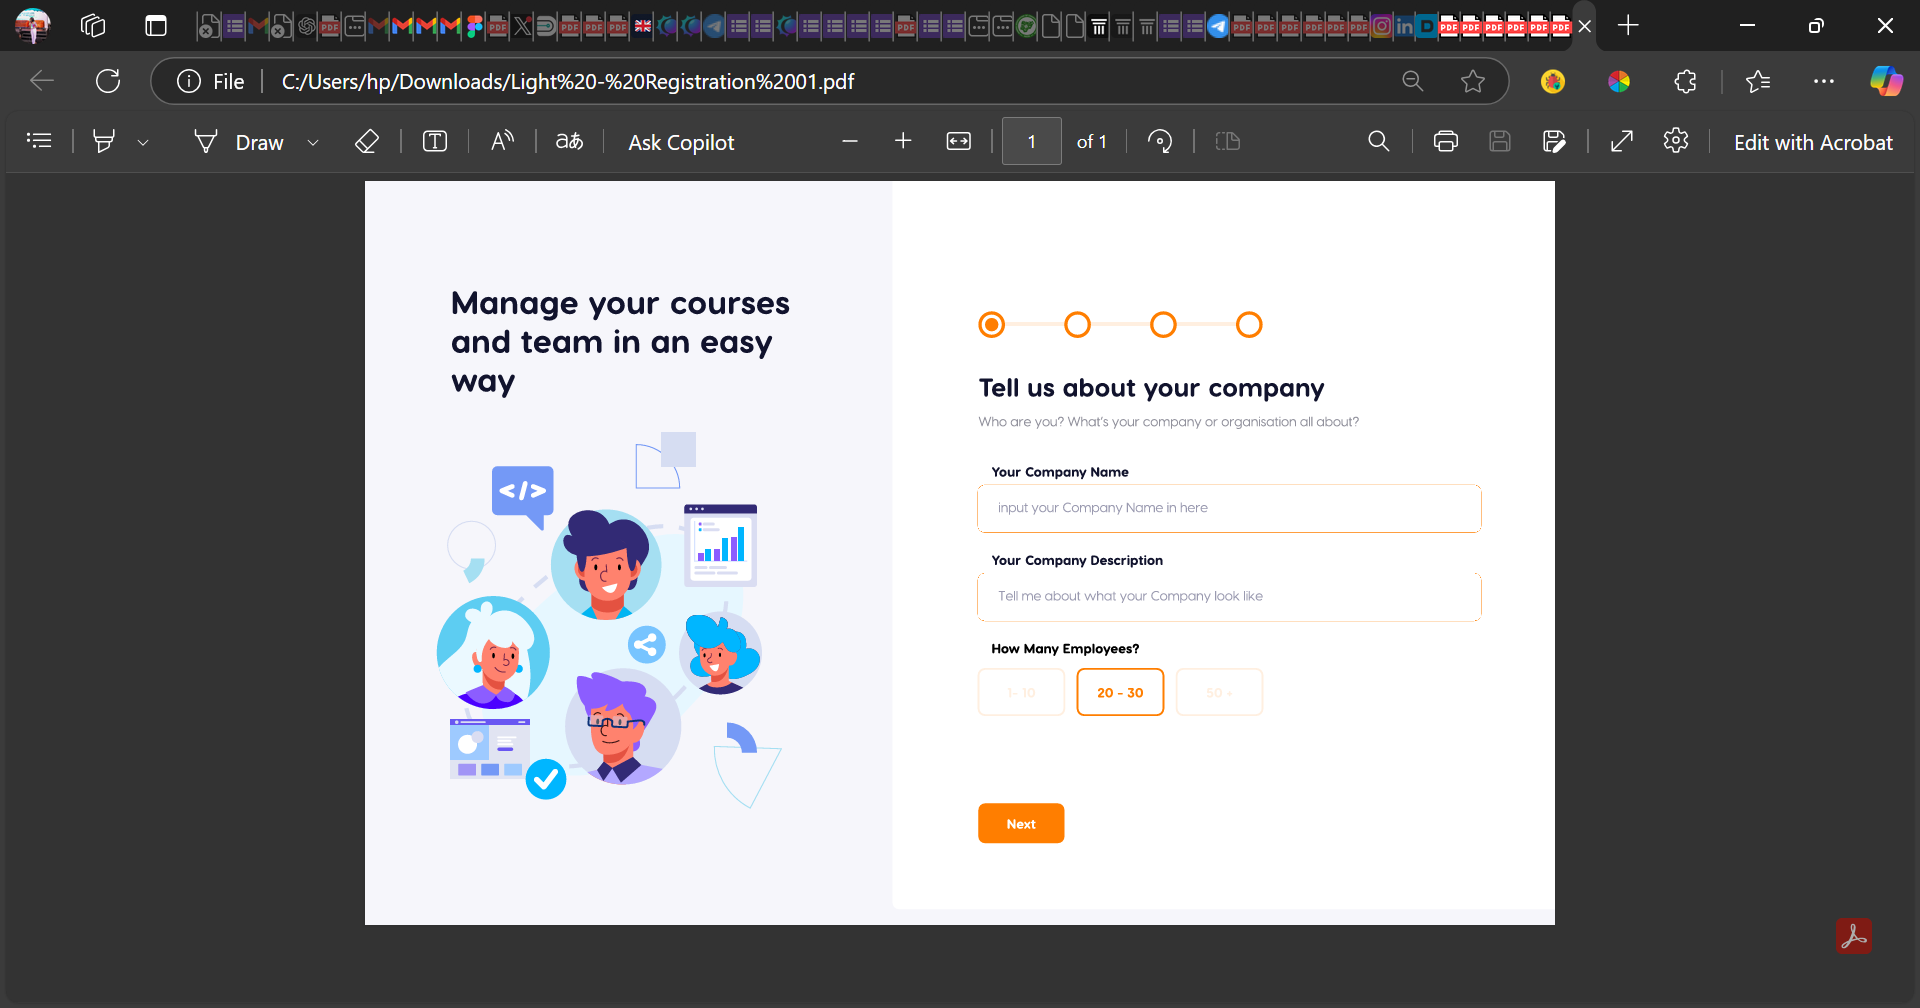 File
C:/Users/hp/Downloads/Light%20-%20Registration%2001.pdf
Draw
aあ
Ask Copilot
1
of 1
Edit with Acrobat
Manage your courses
and team in an easy
way
</>
Tell us about your company
Who are you? What's your company or organisation all about?
Your Company Name
input your Company Name in here
Your Company Description
Tell me about what your Company look like
How Many Employees?
1- 10
20 - 30
50 +
Next